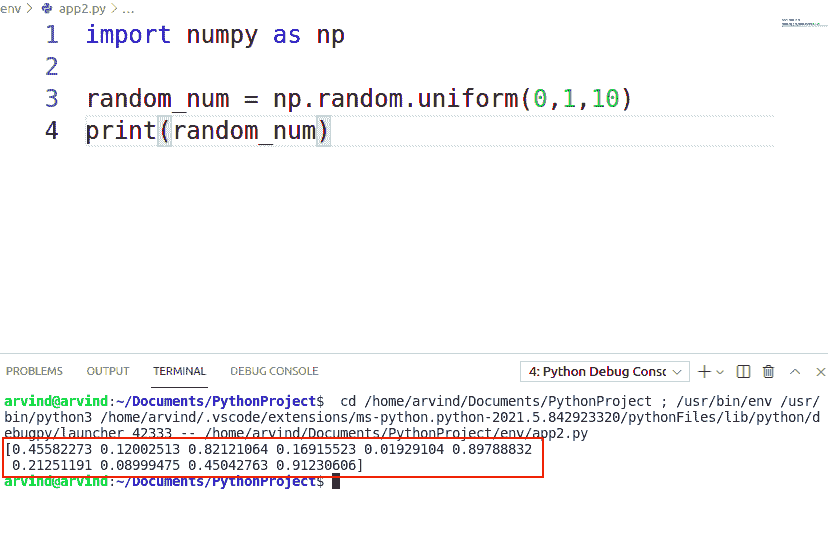 env > app2.py > ...
1 import numpy as np
2
3 random_num = np.random.uniform(0,1,10)
4 print(random_num)
PROBLEMS OUTPUT TERMINAL DEBUG CONSOLE 4: Python Debug Consc
arvind@arvind:~/Documents/PythonProject$ cd /home/arvind/Documents/PythonProject ; /usr/bin/env /usr/
bin/python3 /home/arvind/.vscode/extensions/ms-python.python-2021.5.842923320/pythonFiles/lib/python/d
ebugpy/launcher 42333 -- /home/arvind/Documents/PythonProject/env/app2.py
[0.45582273 0.12002513 0.82121064 0.16915523 0.01929104 0.89788832
0.21251191 0.08999475 0.45042763 0.91230606]
arvind@arvind:~/Documents/PythonProject$